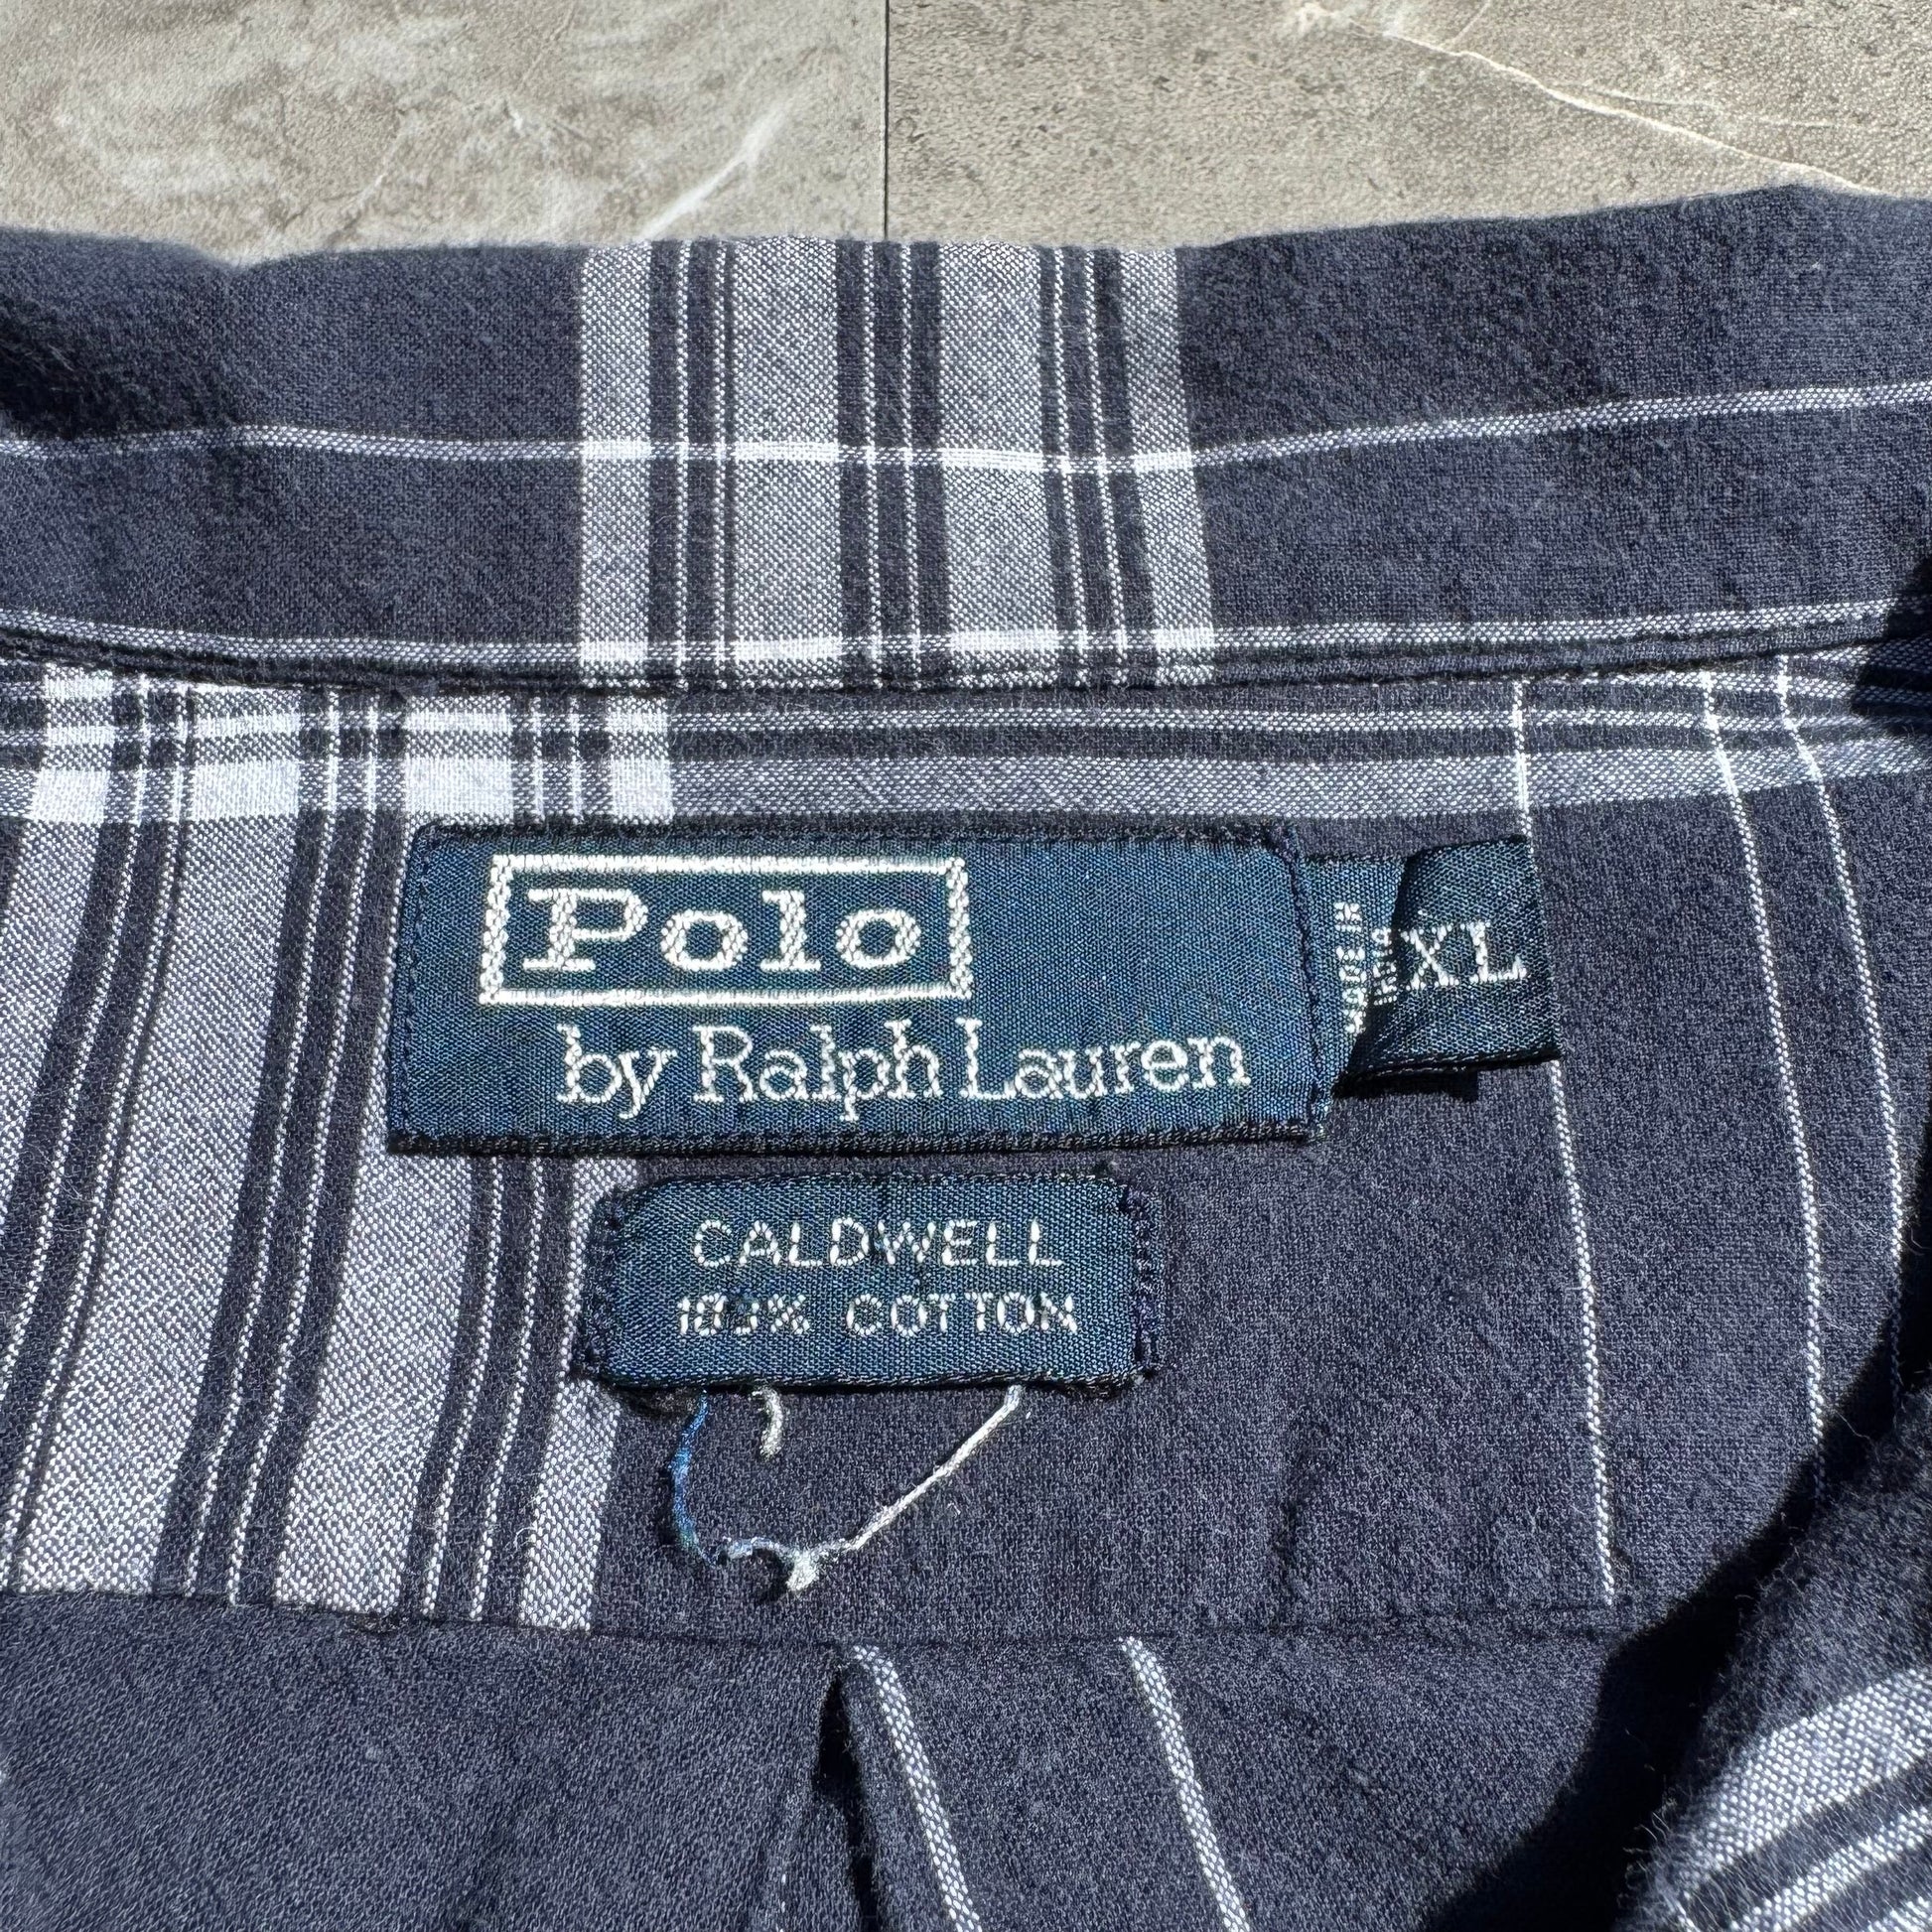 Polo
by Ralph Lauren
XL
CALDWELL
100% COTTON